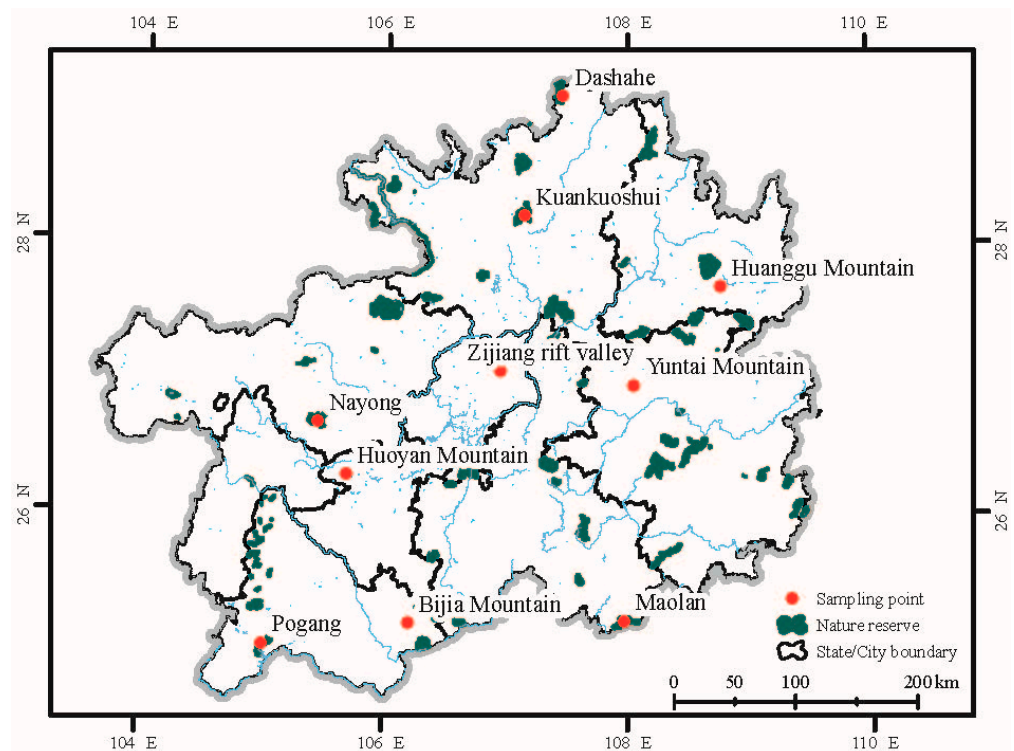 104 E
106 E
108 E
110 E
Dashahe
Kuankuoshui
28 N
28 N
Huanggu Mountain
Zijiang rift valley
Yuntai Mountain
Nayong
Huoyan Mountain
26 N
26 N
Bijia Mountain
Maolan
Pogang
Sampling point
Nature reserve
State/City boundary
0 50 100 200 km
104 E
106 E
108 E
110 E